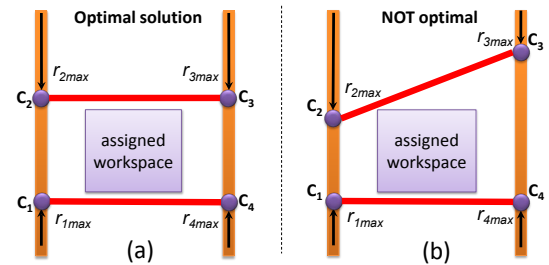 Optimal solution
r2max
r3max
C2
C3
assigned
workspace
C1
C4
r1max
r4max
(a)
NOT optimal
C3
r3max
r2max
C2
assigned
workspace
C1
C4
r1max
r4max
(b)